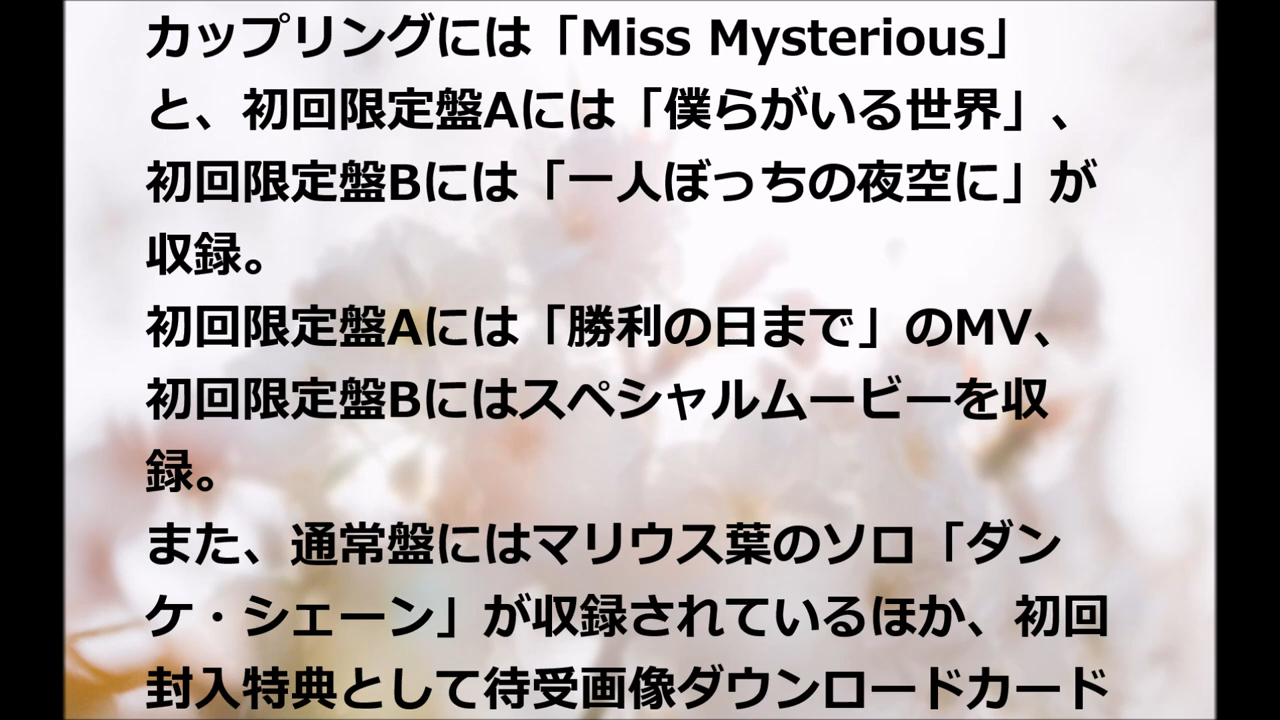 カップリングには「Miss Mysterious」
と、初回限定盤Aには「僕らがいる世界」、
初回限定盤Bには「一人ぼっちの夜空に」が
収録。
初回限定盤Aには「勝利の日まで」のMV、
初回限定盤Bにはスペシャルムービーを収
録。
また、通常盤にはマリウス葉のソロ「ダン
ケ・シェーン」が収録されているほか、初回
封入特典として待受画像ダウンロードカード